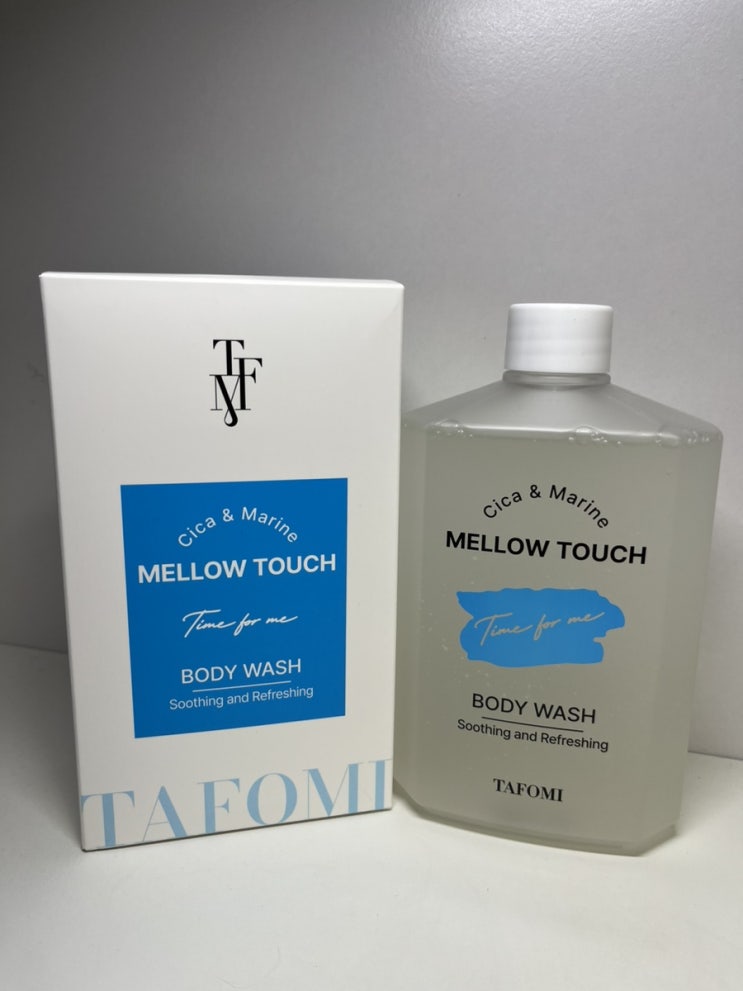 TFM
Cica & Marine
MELLOW TOUCH
Time for me
BODY WASH
Soothing and Refreshing
TAFOMI
Cica & Marine
MELLOW TOUCH
Time for me
BODY WASH
Soothing and Refreshing
TAFOMI